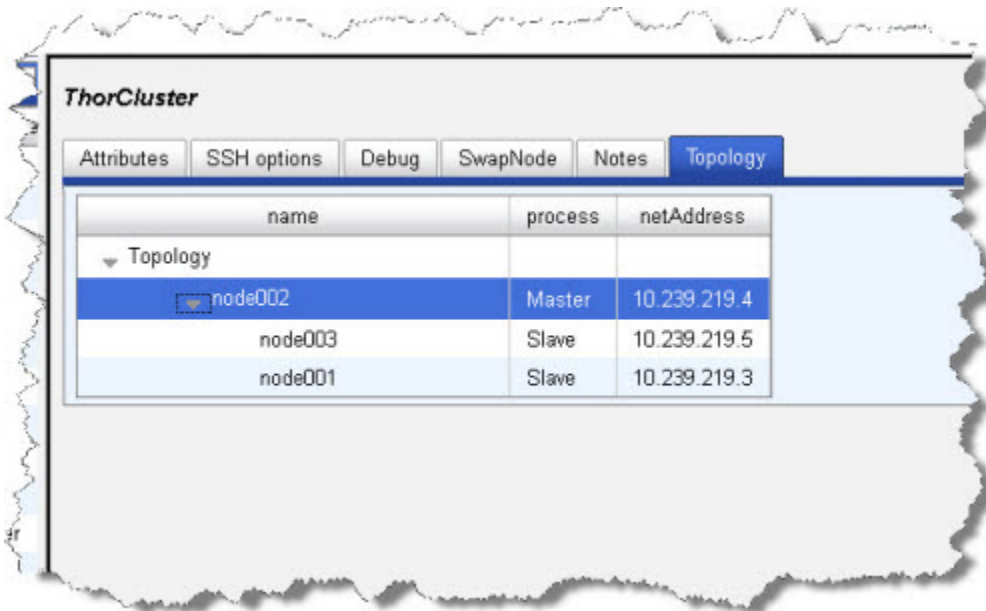 ThorCluster
Attributes SSH options Debug SwapNode Notes Topology
name process netAddress
Topology
node002 Master 10.239.219.4
node003 Slave 10.239.219.5
node001 Slave 10.239.219.3